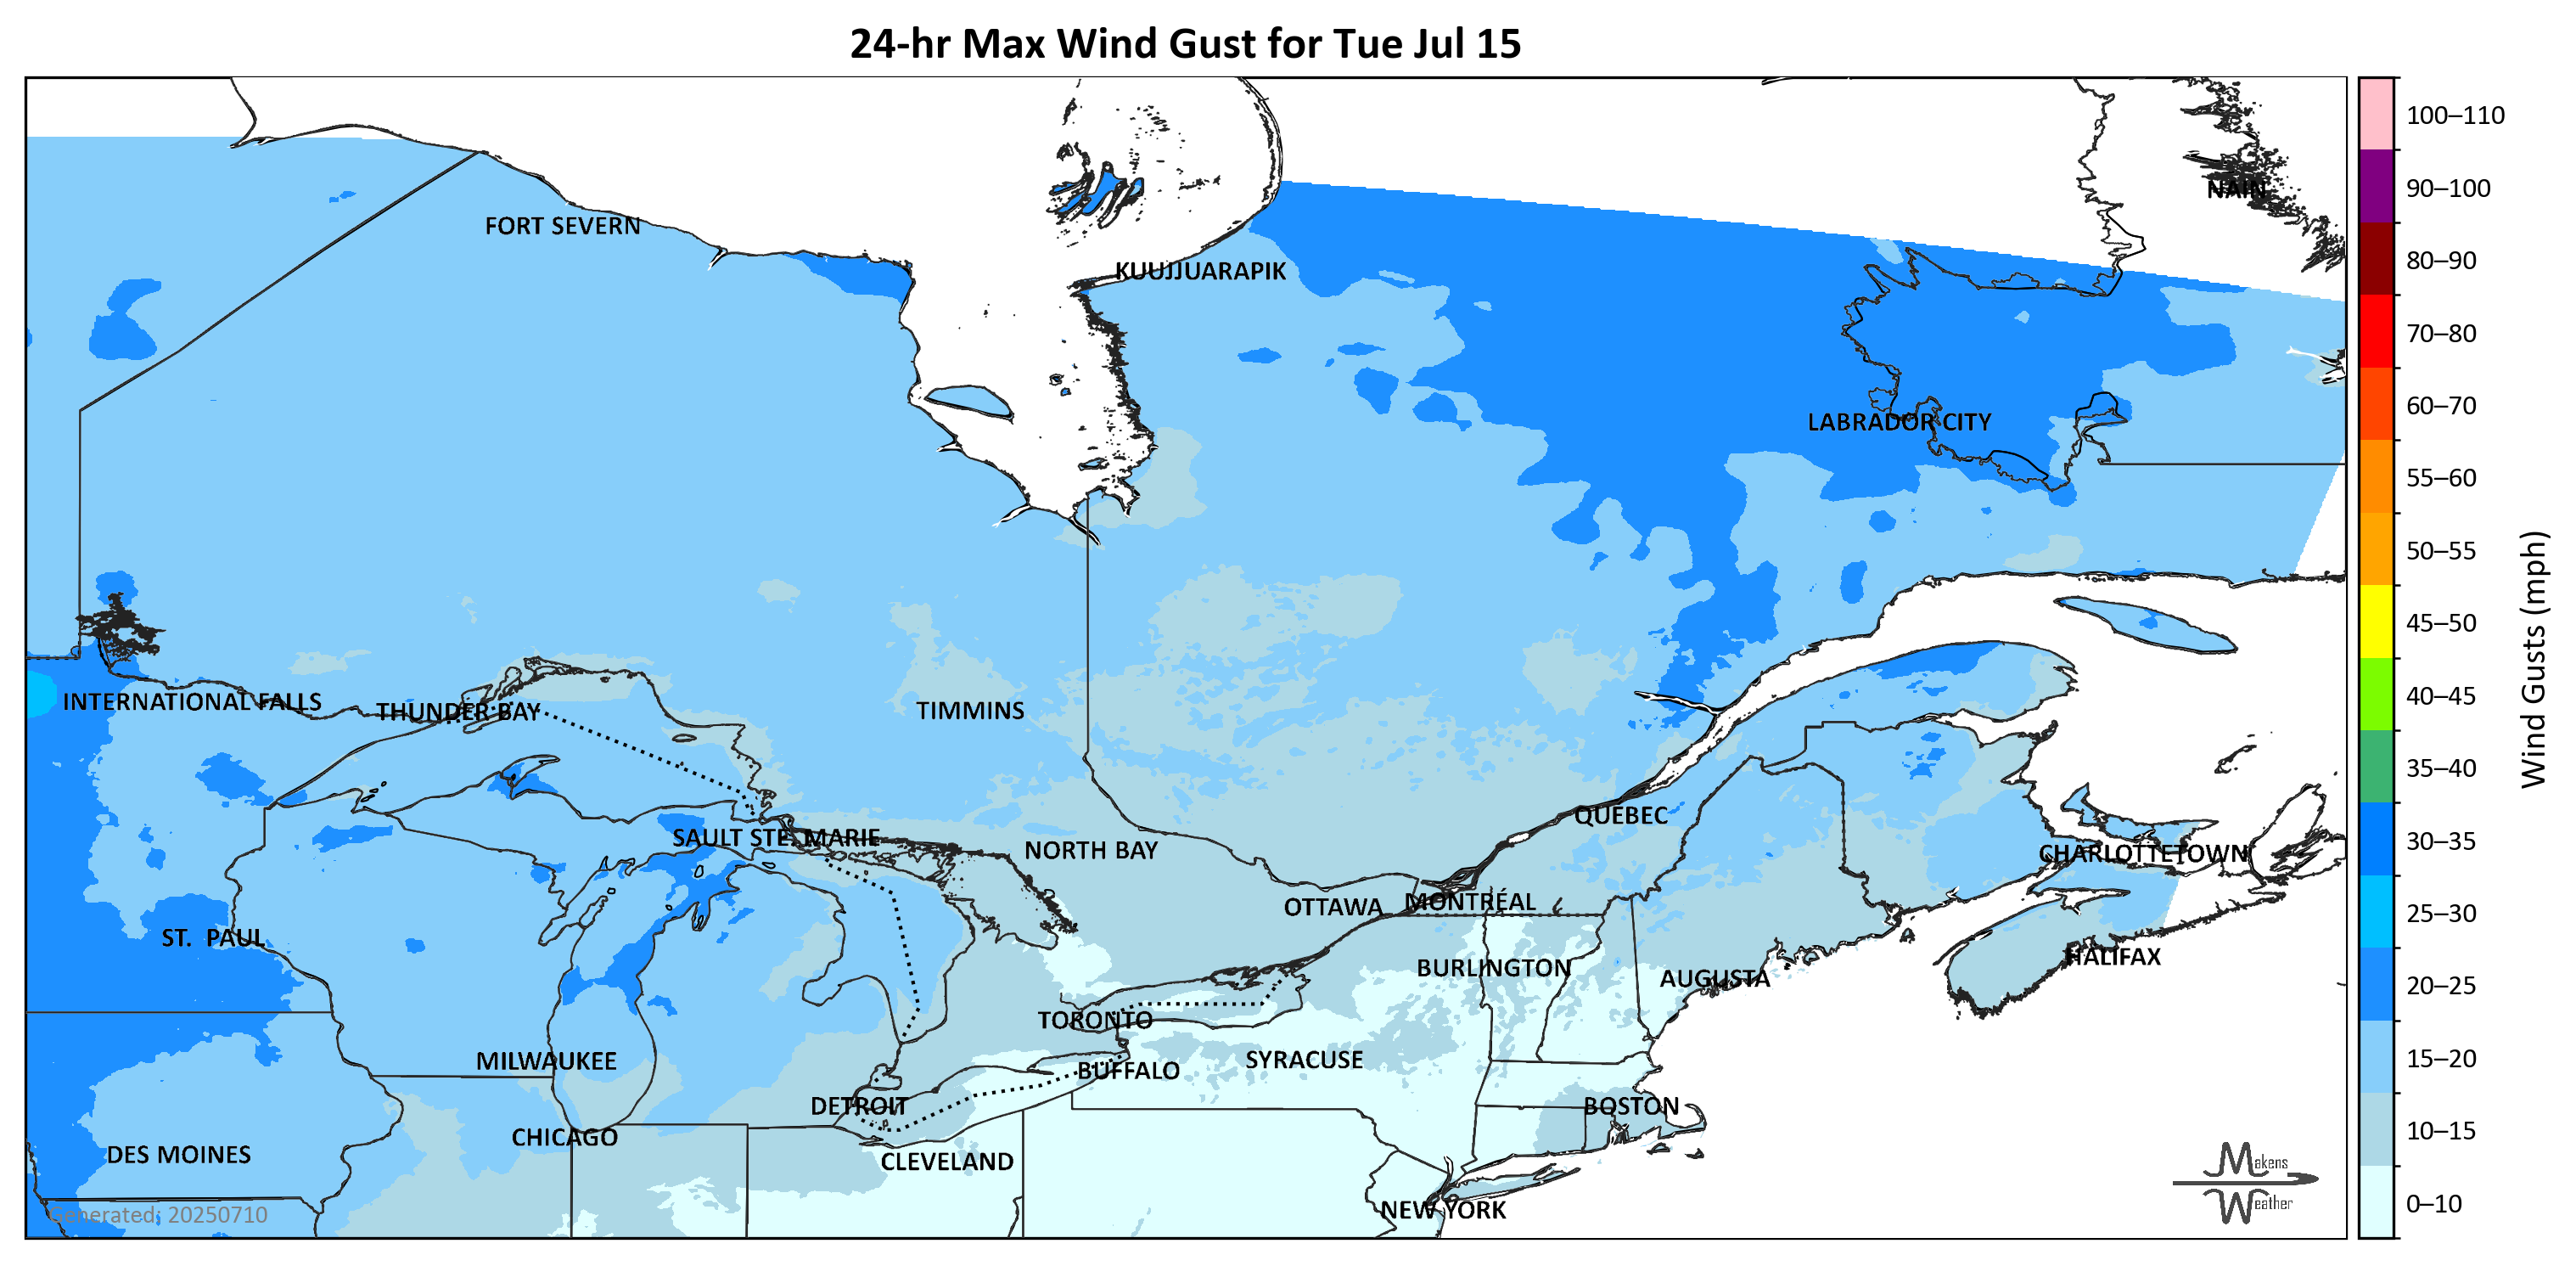 24-hr Max Wind Gust for Tue Jul 15
100–110
90–100
NAIN
FORT SEVERN
80–90
KUUJJUARAPIK
70–80
60–70
LABRADOR CITY
55–60
50–55
45–50
Wind Gusts (mph)
40–45
INTERNATIONAL FALLS
THUNDER BAY
TIMMINS
35–40
QUEBEC
30–35
SAULT STE. MARIE
NORTH BAY
CHARLOTTETOWN
OTTAWA
MONTRÉAL
25–30
ST. PAUL
HALIFAX
BURLINGTON
AUGUSTA
20–25
TORONTO
MILWAUKEE
SYRACUSE
15–20
BUFFALO
DETROIT
BOSTON
10–15
CHICAGO
DES MOINES
CLEVELAND
Makens
Weather
NEW YORK
0–10
Generated: 20250710